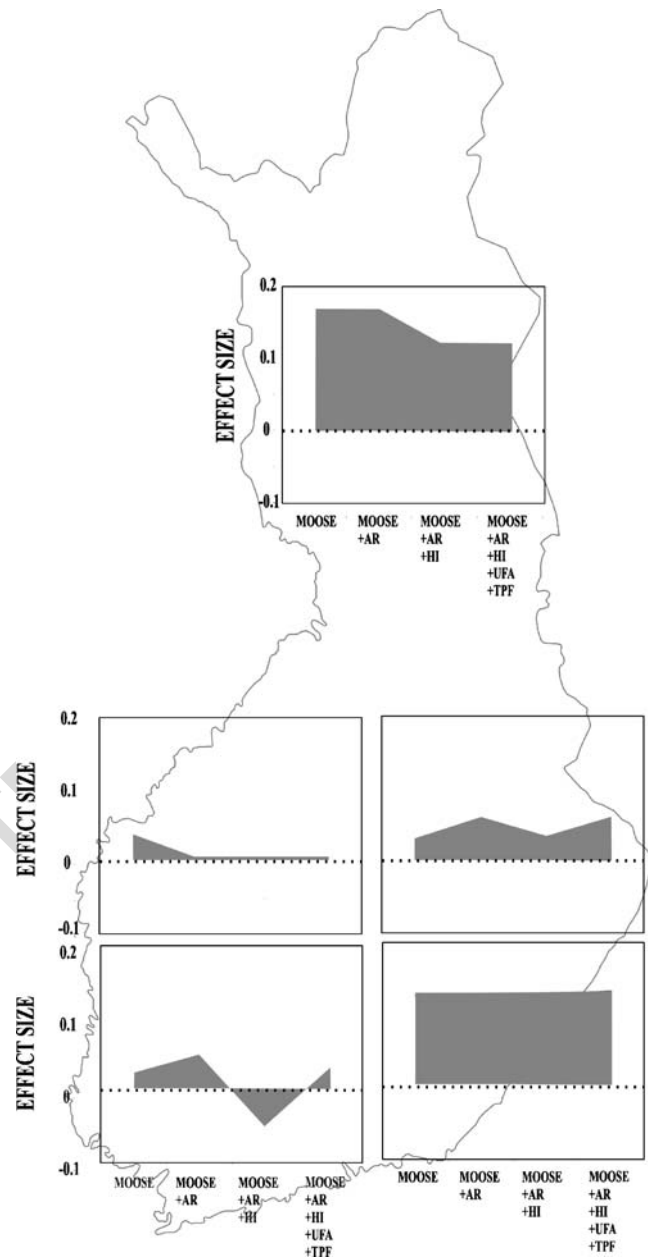 0.2
0.1
0
-0.1
EFFECT SIZE
MOOSE MOOSE MOOSE MOOSE
+AR +AR +AR
+HI +HI
+UFA
+TPF
0.2
0.1
0
-0.1
EFFECT SIZE
0.2
0.1
0
-0.1
EFFECT SIZE
MOOSE MOOSE MOOSE MOOSE
+AR +AR +AR
+HI +HI
+UFA
+TPF
MOOSE MOOSE MOOSE MOOSE
+AR +AR +AR
+HI +HI
+UFA
+TPF